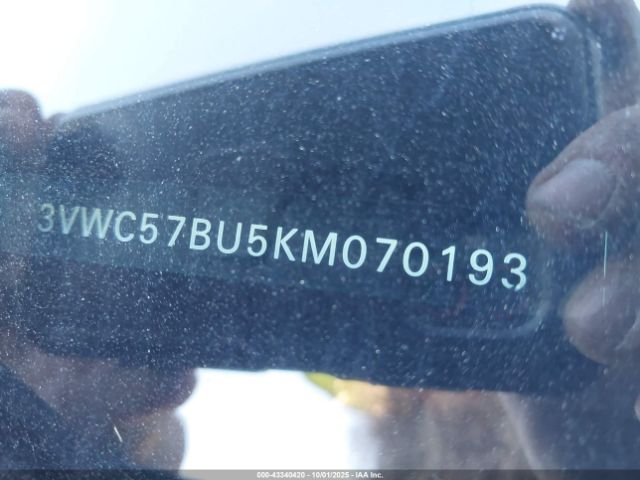 3VWC57BU5KM070193
000-43340420 • 10/01/2025 • IAA Inc.